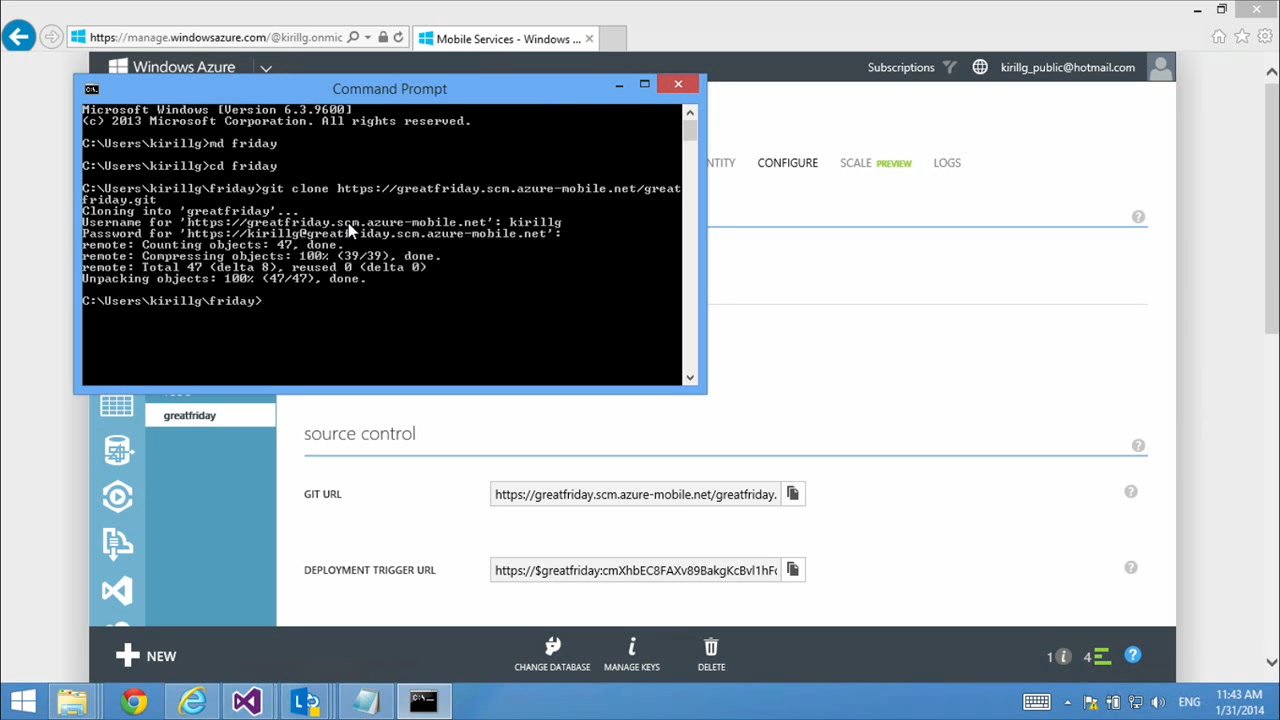 https://manage.windowsazure.com/@kirillg.onmic
Mobile Services - Windows ...
Windows Azure
Subscriptions
kirillg_public@hotmail.com
Command Prompt
Microsoft Windows [Version 6.3.9600]
(c) 2013 Microsoft Corporation. All rights reserved.
C:\Users\kirillg>md friday
C:\Users\kirillg>cd friday
C:\Users\kirillg\friday>git clone https://greatfriday.scm.azure-mobile.net/great
friday.git
Cloning into 'greatfriday'...
Username for 'https://greatfriday.scm.azure-mobile.net': kirillg
Password for 'https://kirillg@greatfriday.scm.azure-mobile.net':
remote: Counting objects: 47, done.
remote: Compressing objects: 100% (39/39), done.
remote: Total 47 (delta 8), reused 0 (delta 0)
Unpacking objects: 100% (47/47), done.
C:\Users\kirillg\friday>
NTITY
CONFIGURE
SCALE PREVIEW
LOGS
greatfriday
source control
GIT URL
https://greatfriday.scm.azure-mobile.net/greatfriday.
DEPLOYMENT TRIGGER URL
https://$greatfriday:cmXhbEC8FAXv89BakgKcBvl1hF
NEW
CHANGE DATABASE
MANAGE KEYS
DELETE
1
4
ENG
11:43 AM
1/31/2014